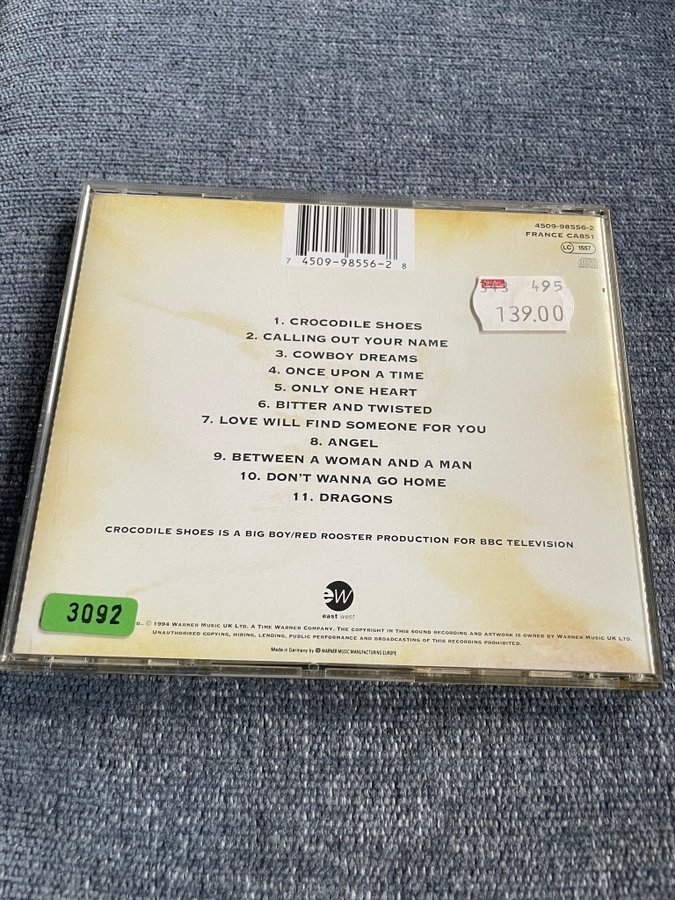 4509-98556-2
FRANCE CA851
LC 1557
7 4509-98556-2 8
495
139.00
1. CROCODILE SHOES
2. CALLING OUT YOUR NAME
3. COWBOY DREAMS
4. ONCE UPON A TIME
5. ONLY ONE HEART
6. BITTER AND TWISTED
7. LOVE WILL FIND SOMEONE FOR YOU
8. ANGEL
9. BETWEEN A WOMAN AND A MAN
10. DON'T WANNA GO HOME
11. DRAGONS
CROCODILE SHOES IS A BIG BOY/RED ROOSTER PRODUCTION FOR BBC TELEVISION
ew
east west
3092
D.. © 1994 WARNER MUSIC UK LTD. A TIME WARNER COMPANY. THE COPYRIGHT IN THIS SOUND RECORDING AND ARTWORK IS OWNED BY WARNER MUSIC UK LTD.
UNAUTHORISED COPYING, HIRING, LENDING, PUBLIC PERFORMANCE AND BROADCASTING OF THIS RECORDING PROHIBITED.
Made in Germany by WARNER MUSIC MANUFACTURING EUROPE